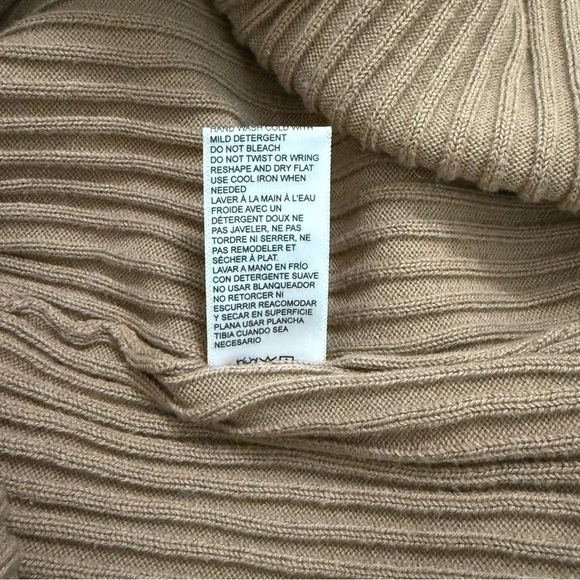 HAND WASH COLD WITH
MILD DETERGENT
DO NOT BLEACH
DO NOT TWIST OR WRING
RESHAPE AND DRY FLAT
USE COOL IRON WHEN
NEEDED
LAVER À LA MAIN À L'EAU
FROIDE AVEC UN
DÉTERGENT DOUX NE
PAS JAVELER, NE PAS
TORDRE NI SERRER, NE
PAS REMODELER ET
SÉCHER À PLAT.
LAVAR A MANO EN FRÍO
CON DETERGENTE SUAVE
NO USAR BLANQUEADOR
NO RETORCER NI
ESCURRIR REACOMODAR
Y SECAR EN SUPERFICIE
PLANA USAR PLANCHA
TIBIA CUANDO SEA
NECESARIO